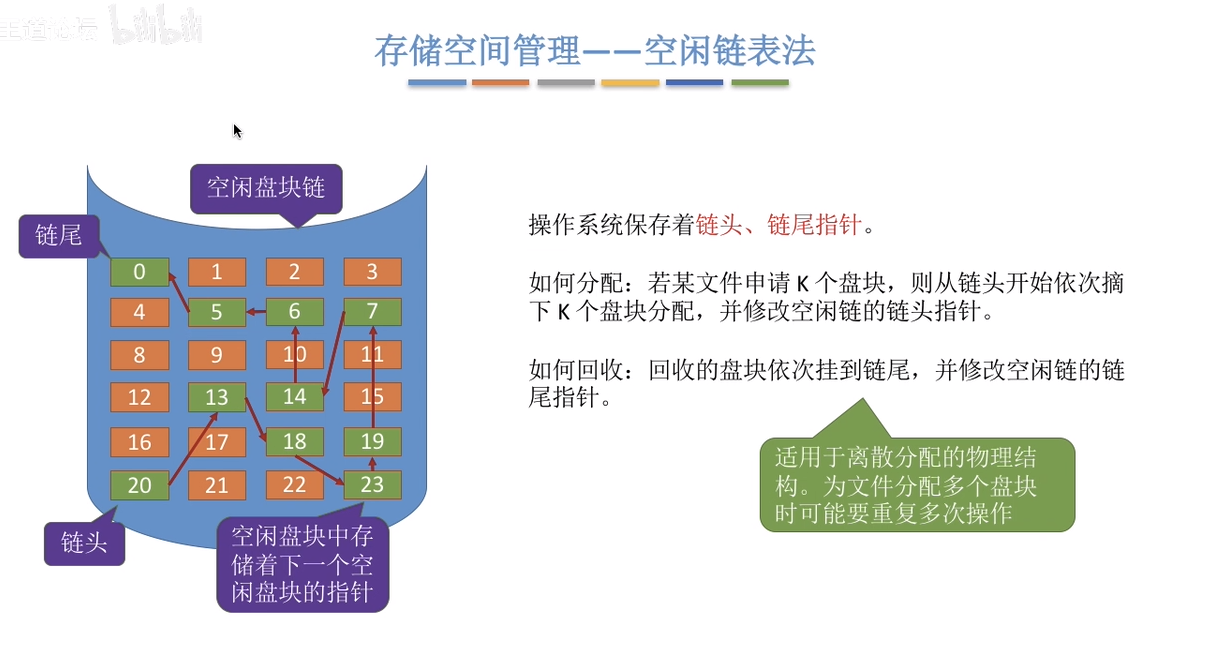 存储空间管理——空闲链表法
空闲盘块链
链尾
0 1 2 3
4 5 6 7
8 9 10 11
12 13 14 15
16 17 18 19
20 21 22 23
链头
空闲盘块中存
储着下一个空
闲盘块的指针
操作系统保存着链头、链尾指针。
如何分配：若某文件申请 K 个盘块，则从链头开始依次摘
下 K 个盘块分配，并修改空闲链的链头指针。
如何回收：回收的盘块依次挂到链尾，并修改空闲链的链
尾指针。
适用于离散分配的物理结
构。为文件分配多个盘块
时可能要重复多次操作